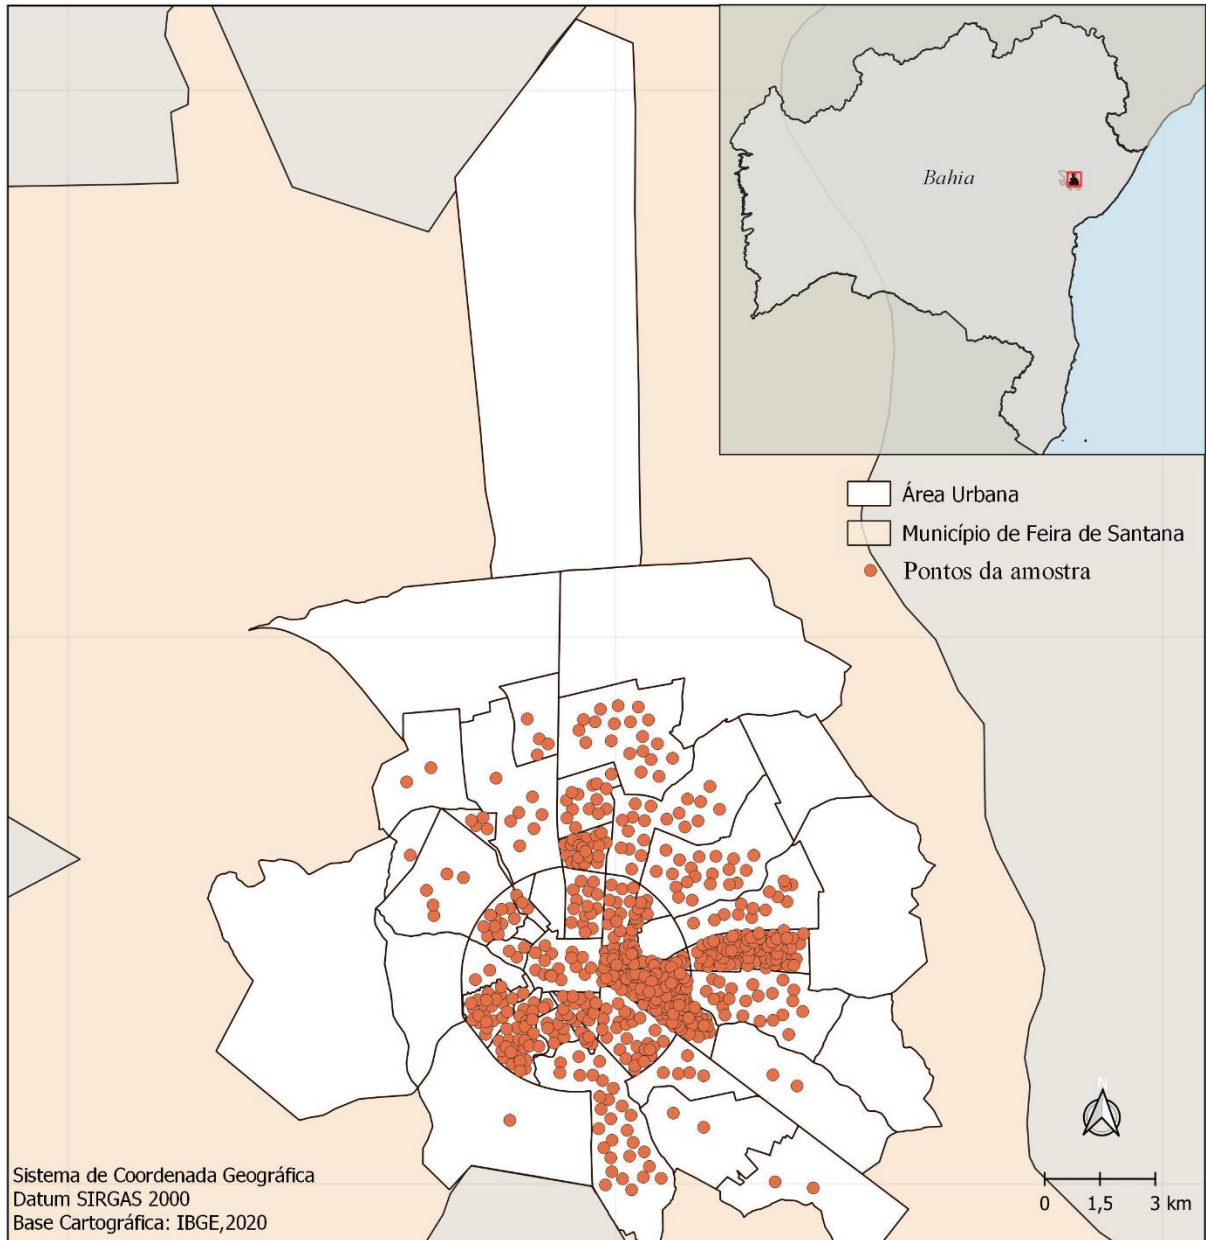 Bahia
Área Urbana
Município de Feira de Santana
Pontos da amostra
N
Sistema de Coordenada Geográfica
Datum SIRGAS 2000
Base Cartográfica: IBGE,2020
0 1,5 3 km